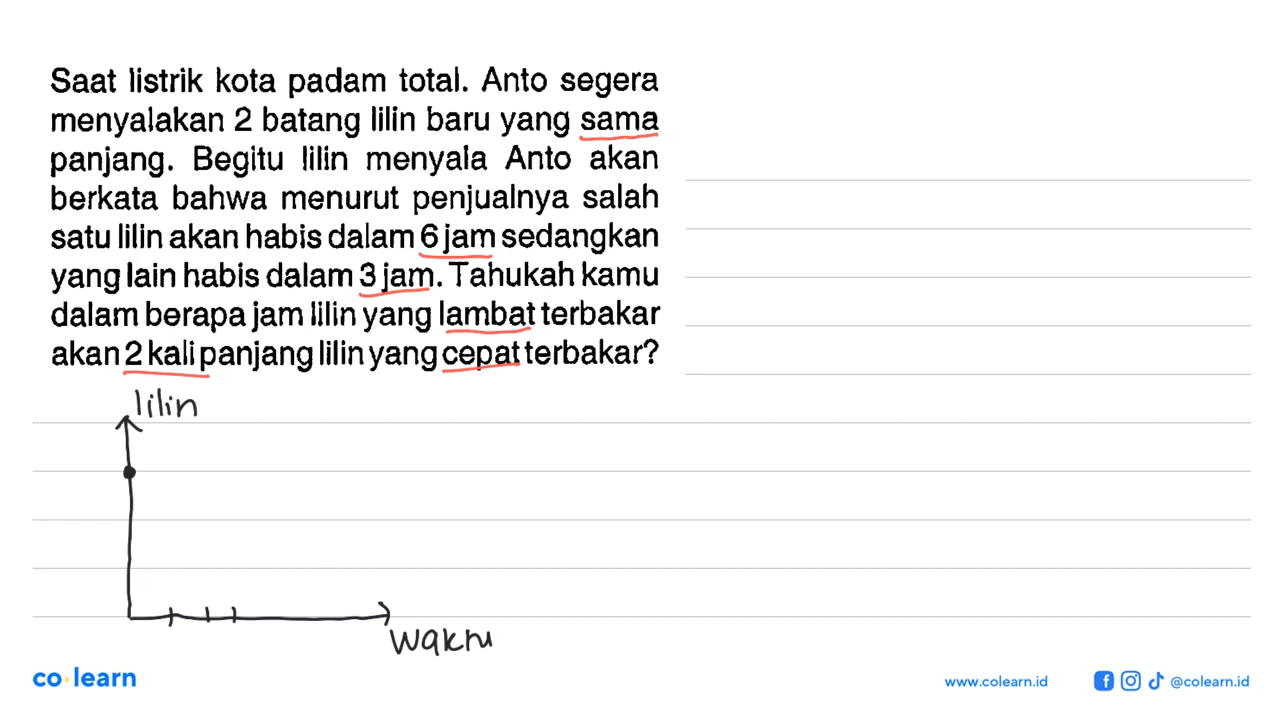 Saat listrik kota padam total. Anto segera
menyalakan 2 batang lilin baru yang sama
panjang. Begitu lilin menyala Anto akan
berkata bahwa menurut penjualnya salah
satu lilin akan habis dalam 6 jam sedangkan
yang lain habis dalam 3 jam. Tahukah kamu
dalam berapa jam lilin yang lambat terbakar
akan 2 kali panjang lilin yang cepat terbakar?
lilin
waktu
co learn
www.colearn.id
@colearn.id